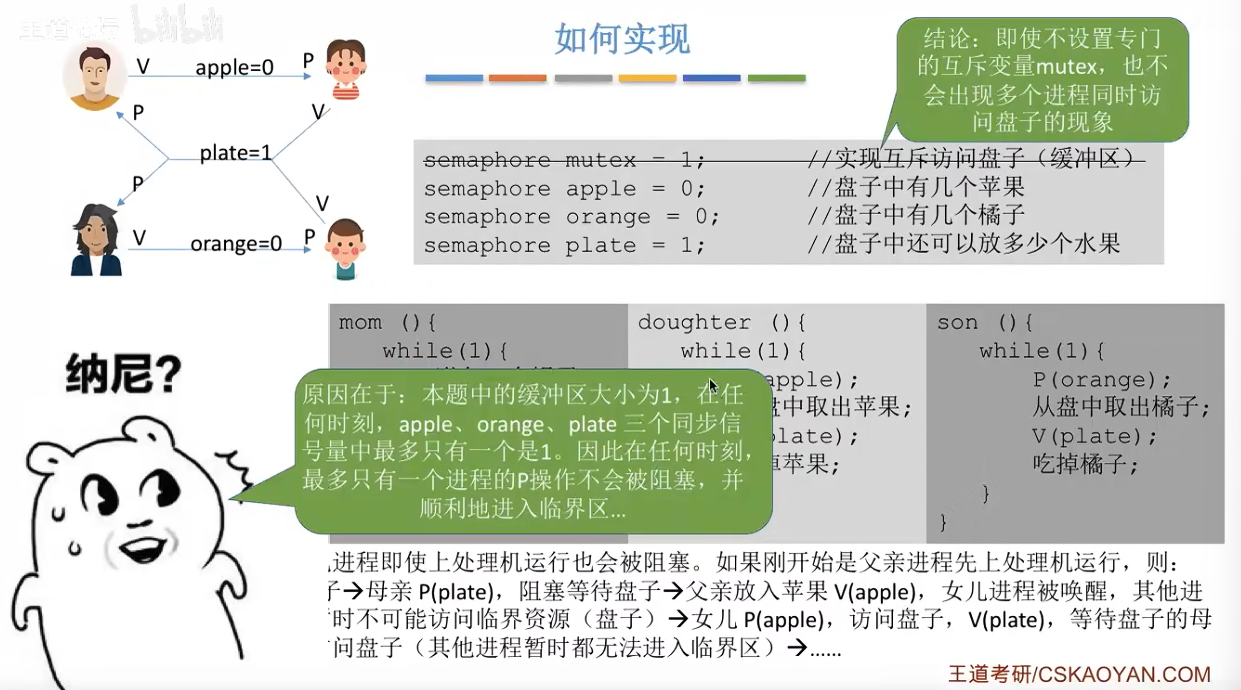 王道论坛 bilibili
如何实现
结论：即使不设置专门
的互斥变量mutex，也不
会出现多个进程同时访
问盘子的现象
V apple=0 P
P V
plate=1
P V
V orange=0 P
semaphore mutex = 1; //实现互斥访问盘子（缓冲区）
semaphore apple = 0; //盘子中有几个苹果
semaphore orange = 0; //盘子中有几个橘子
semaphore plate = 1; //盘子中还可以放多少个水果
mom (){
while(1){
doughter (){
while(1){
apple);
盘中取出苹果;
plate);
掉苹果;
son (){
while(1){
P(orange);
从盘中取出橘子;
V(plate);
吃掉橘子;
}
}
纳尼?
原因在于：本题中的缓冲区大小为1，在任
何时刻，apple、orange、plate 三个同步信
号量中最多只有一个是1。因此在任何时刻，
最多只有一个进程的P操作不会被阻塞，并
顺利地进入临界区...
进程即使上处理机运行也会被阻塞。如果刚开始是父亲进程先上处理机运行，则：
子→母亲 P(plate)，阻塞等待盘子→父亲放入苹果 V(apple)，女儿进程被唤醒，其他进
时不可能访问临界资源（盘子）→女儿 P(apple)，访问盘子，V(plate)，等待盘子的母
问盘子（其他进程暂时都无法进入临界区）→......
王道考研/CSKAOYAN.COM